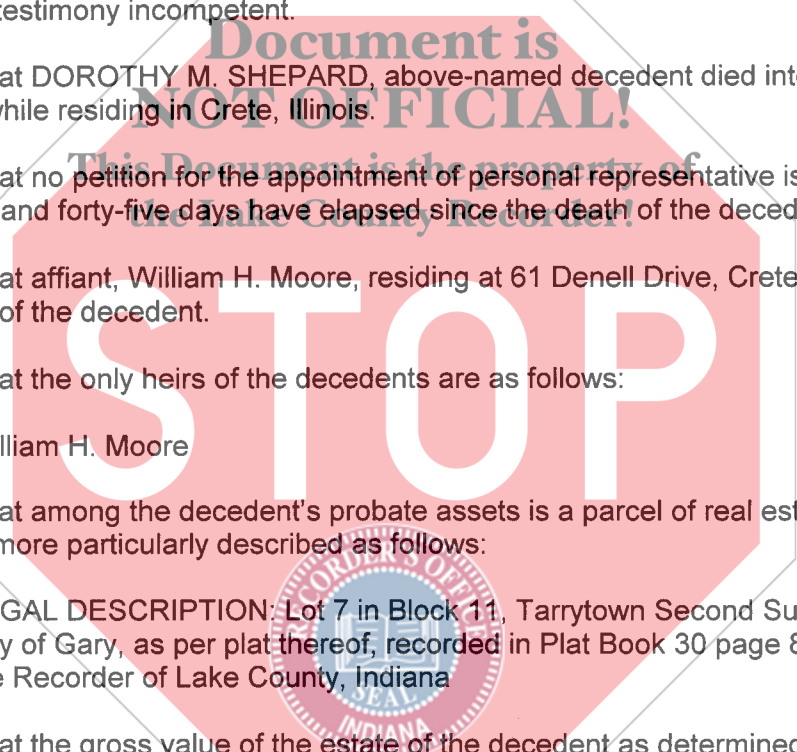 testimony incompetent.
Document is
at DOROTHY M. SHEPARD, above-named decedent died
while residing in Crete, Illinois.
NOT OFFICIAL!
This Document is the property of
at no petition for the appointment of personal representative is
and forty-five days have elapsed since the death of the
the Lake County Recorder!
at affiant, William H. Moore, residing at 61 Denell Drive, Crete
of the decedent.
STOP
at the only heirs of the decedents are as follows:
lliam H. Moore
at among the decedent's probate assets is a parcel of real
more particularly described as follows:
RECORDER'S OFFICE
GAL DESCRIPTION: Lot 7 in Block 11, Tarrytown Second
y of Gary, as per plat thereof, recorded in Plat Book 30 page 8
e Recorder of Lake County, Indiana
SEAL
INDIANA
at the gross value of the estate of the decedent as determined